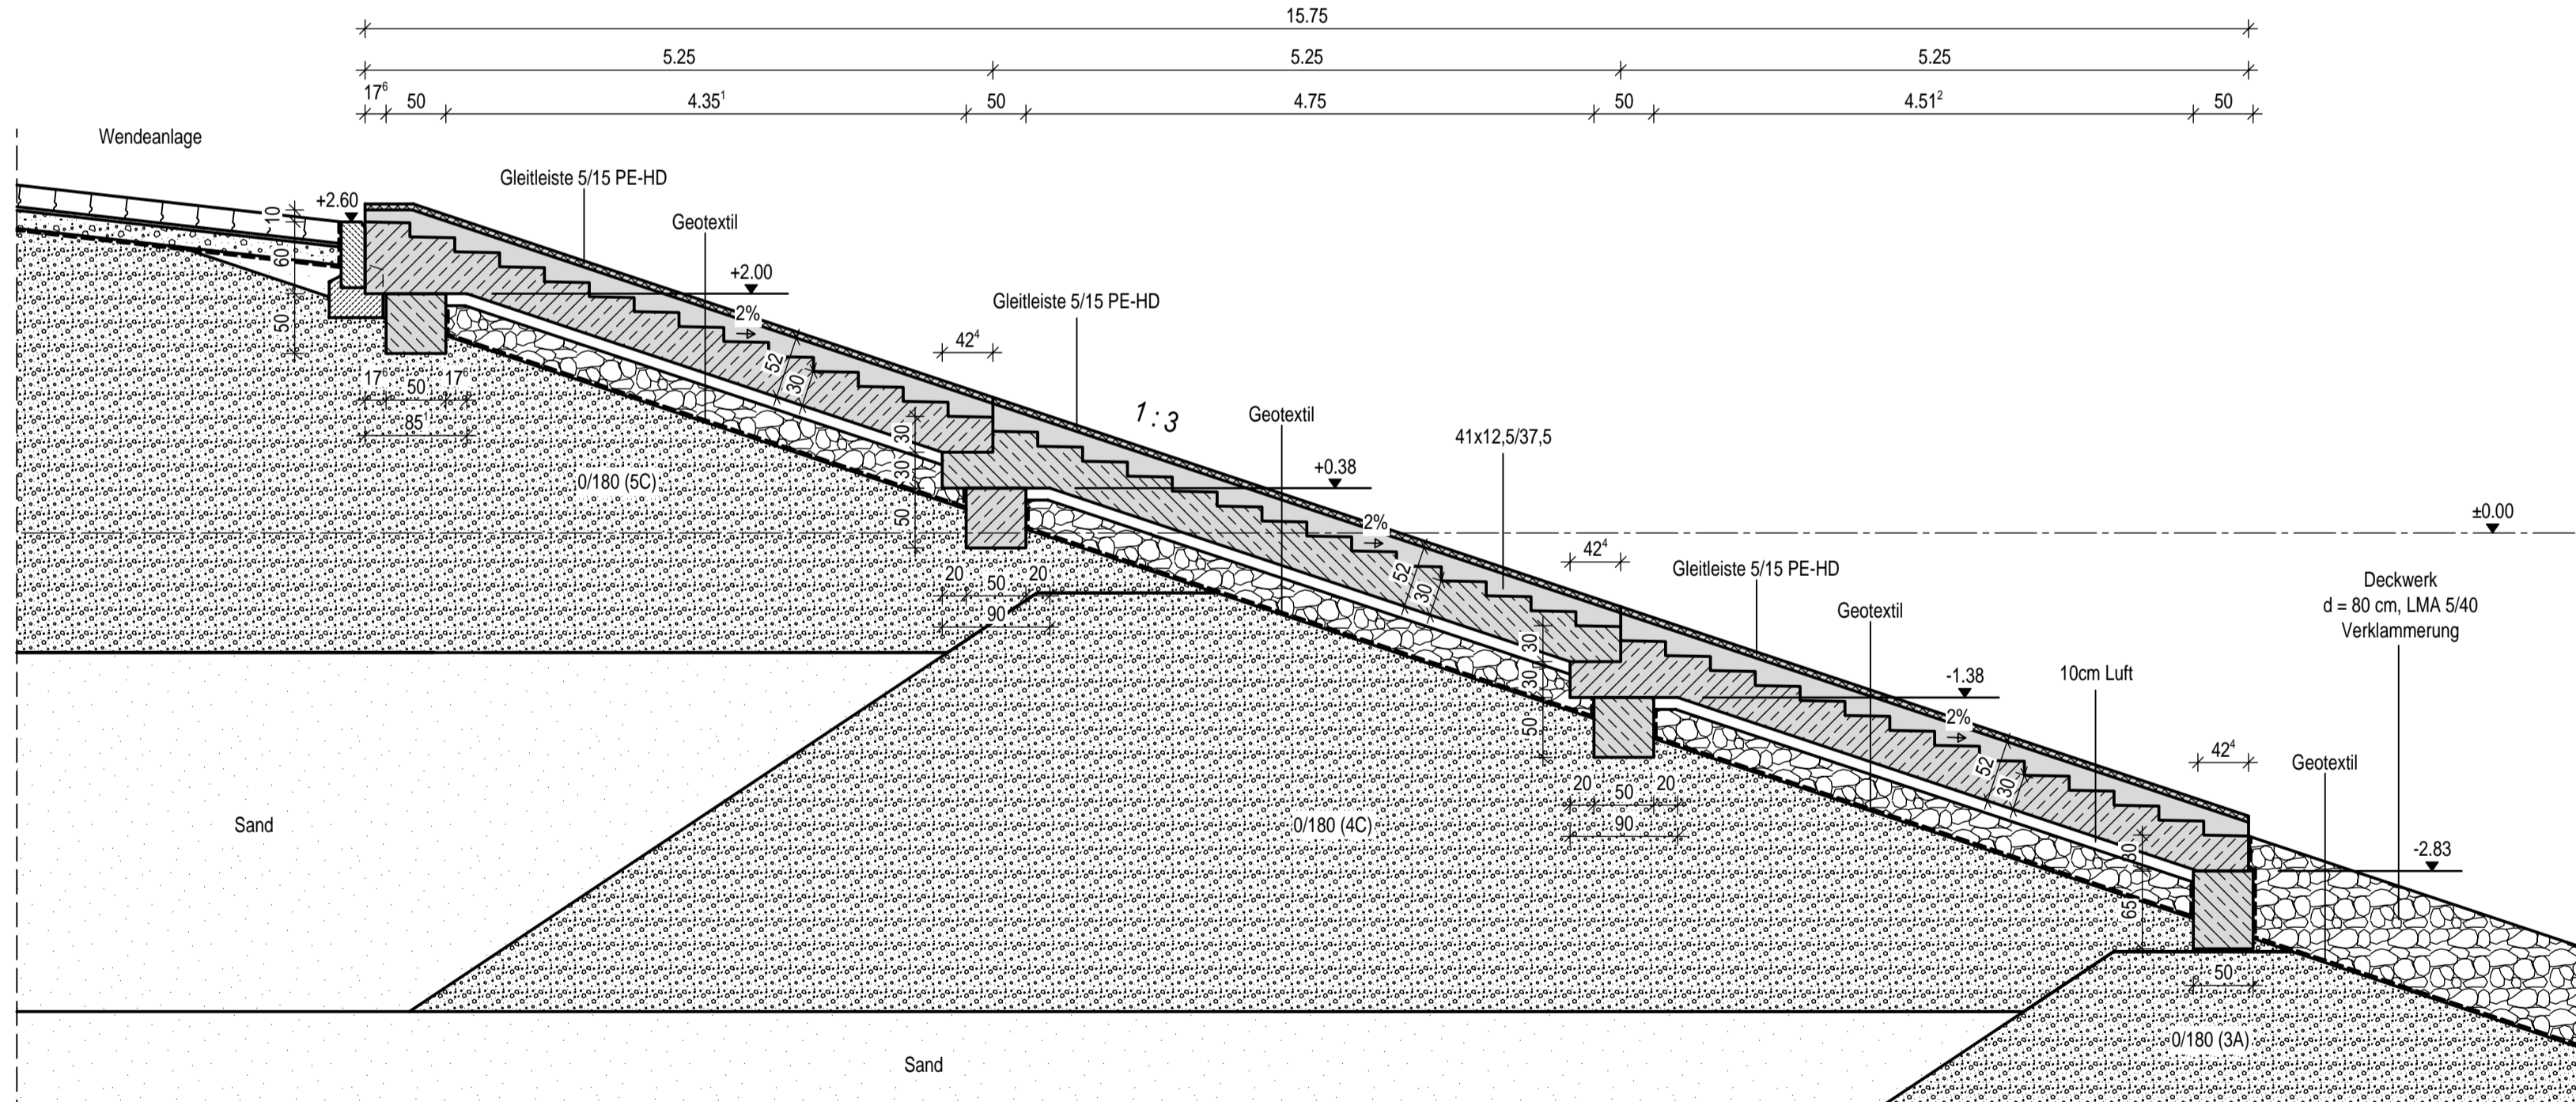 15.75
5.25 5.25 5.25
17⁶ 50 4.35¹ 50 4.75 50 4.51² 50
Wendeanlage
Gleitleiste 5/15 PE-HD
+2.60
10
60
50
Geotextil
+2.00
2%
52
30
17⁶ 50 17⁶
85¹
42⁴
Gleitleiste 5/15 PE-HD
1 : 3
30
30
50
0/180 (5C)
Geotextil
41x12,5/37,5
+0.38
2%
52
30
20 50 20
90
42⁴
±0.00
Gleitleiste 5/15 PE-HD
Geotextil
30
30
50
-1.38
2%
52
30
10cm Luft
Deckwerk
d = 80 cm, LMA 5/40
Verklammerung
42⁴
Geotextil
20 50 20
90
-2.83
30
65
50
Sand
0/180 (4C)
0/180 (3A)
Sand